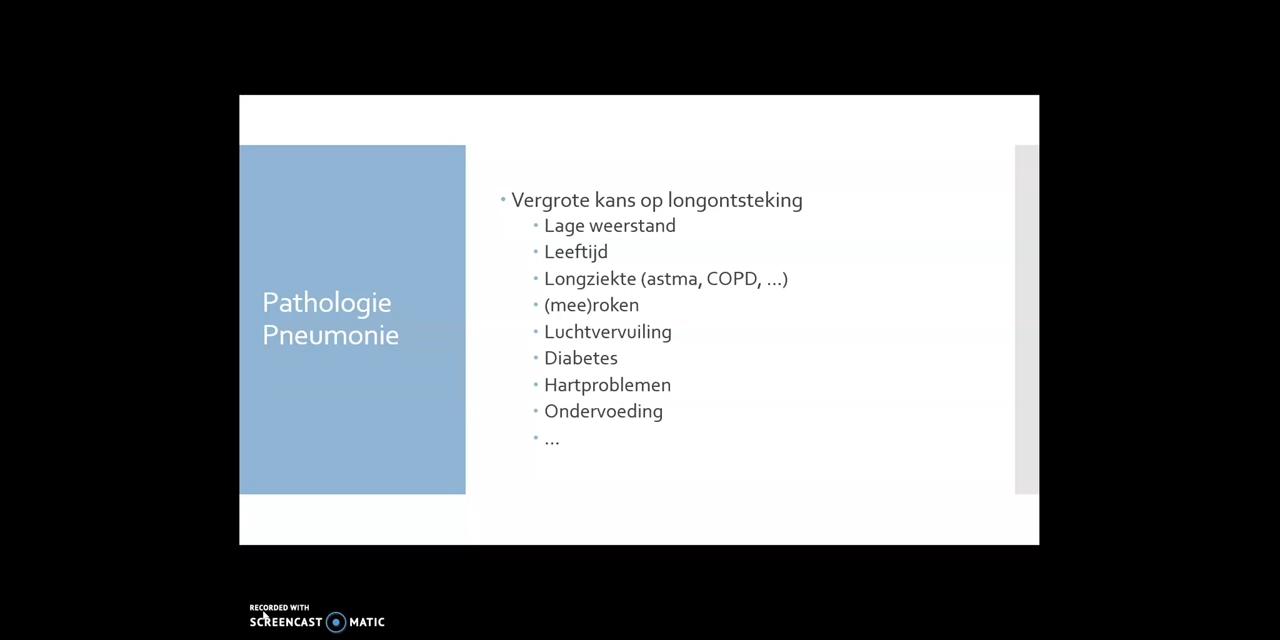 Pathologie
Pneumonie
• Vergrote kans op longontsteking
• Lage weerstand
• Leeftijd
• Longziekte (astma, COPD, ...)
• (mee)roken
• Luchtvervuiling
• Diabetes
• Hartproblemen
• Ondervoeding
• ...
RECORDED WITH
SCREENCAST MATIC